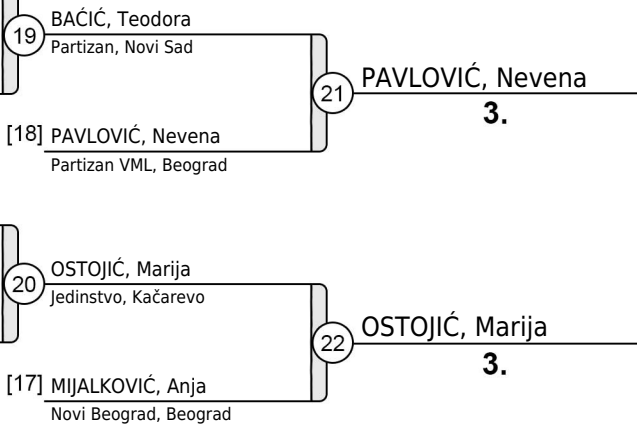 19
BAĆIĆ, Teodora
Partizan, Novi Sad
21
PAVLOVIĆ, Nevena
3.
[18] PAVLOVIĆ, Nevena
Partizan VML, Beograd
20
OSTOJIĆ, Marija
Jedinstvo, Kačarevo
22
OSTOJIĆ, Marija
3.
[17] MIJALKOVIĆ, Anja
Novi Beograd, Beograd